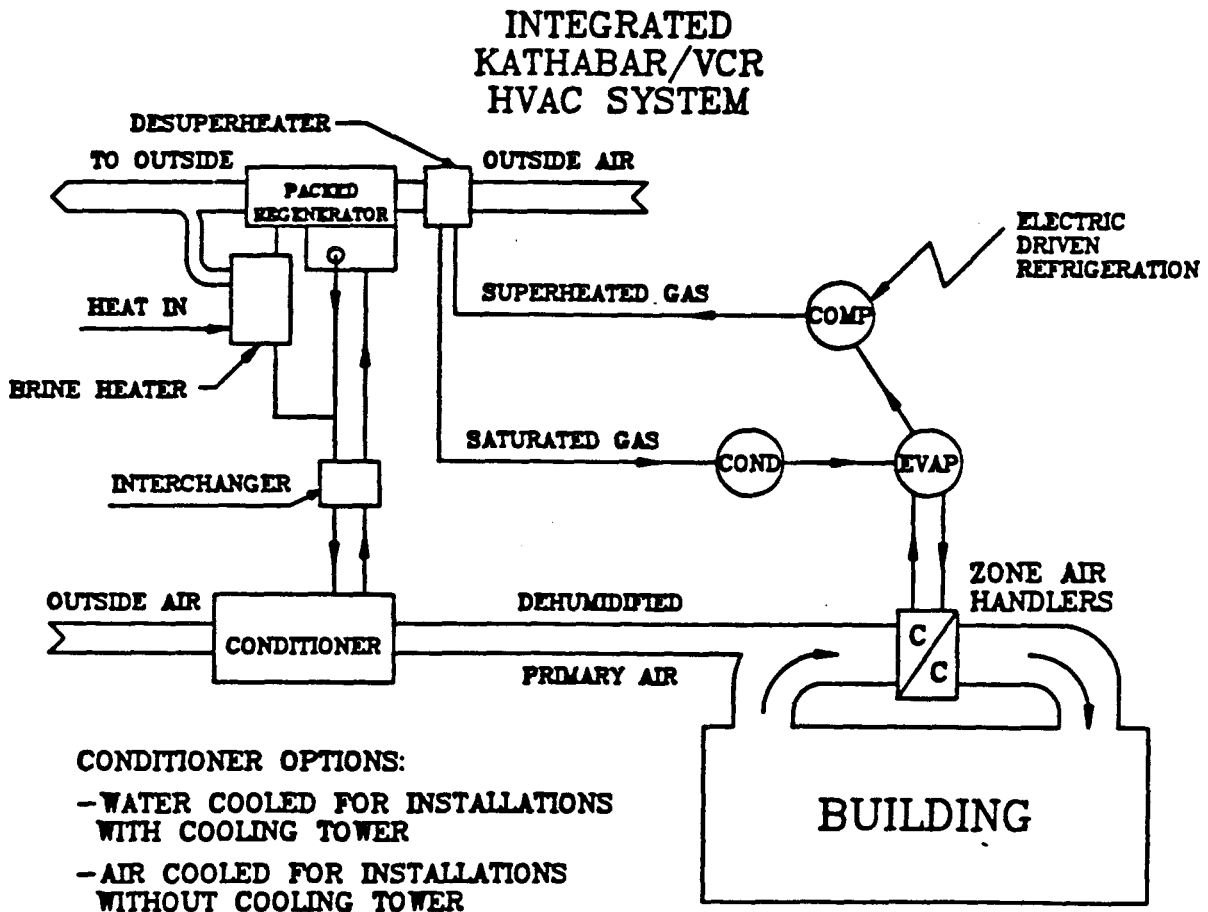 INTEGRATED
KATHABAR/VCR
HVAC SYSTEM
DESUPERHEATER
TO OUTSIDE
OUTSIDE AIR
PACKED
REGENERATOR
ELECTRIC
DRIVEN
REFRIGERATION
HEAT IN
SUPERHEATED GAS
COMP
BRINE HEATER
SATURATED GAS
COND
EVAP
INTERCHANGER
ZONE AIR
HANDLERS
OUTSIDE AIR
DEHUMIDIFIED
CONDITIONER
C
C
PRIMARY AIR
CONDITIONER OPTIONS:
-WATER COOLED FOR INSTALLATIONS
WITH COOLING TOWER
-AIR COOLED FOR INSTALLATIONS
WITHOUT COOLING TOWER
BUILDING